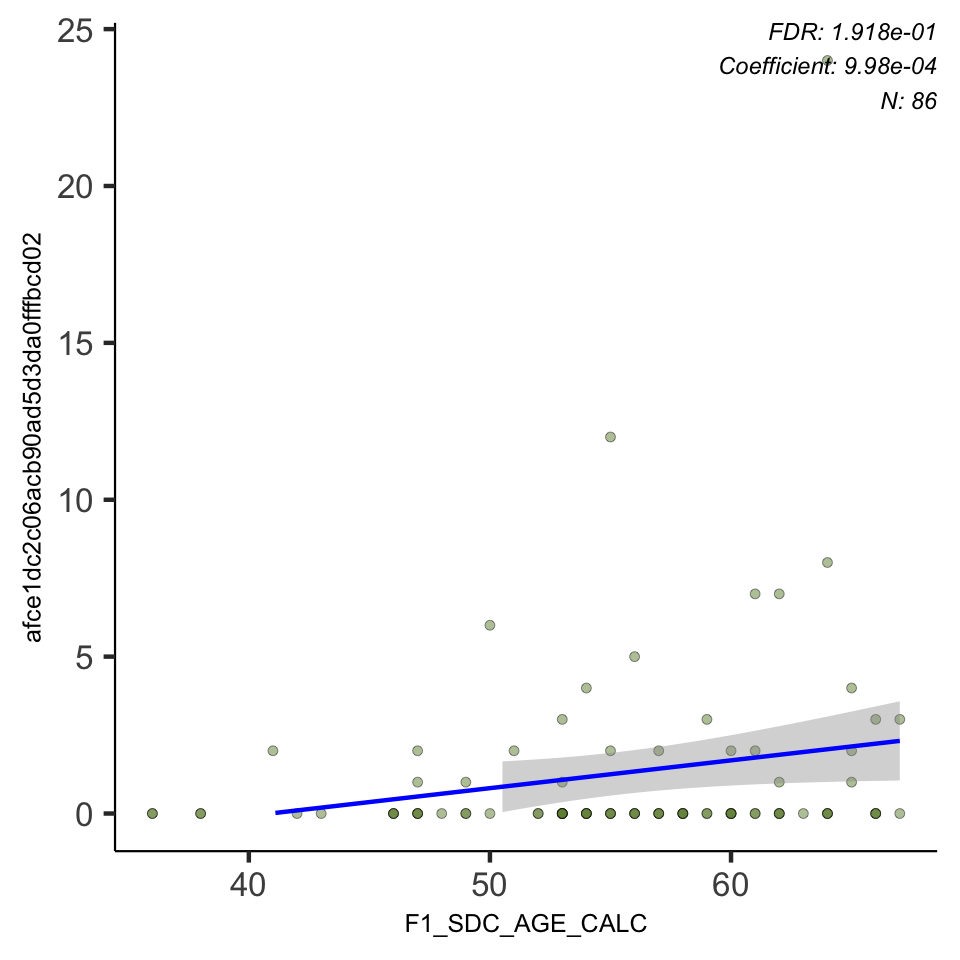 FDR: 1.918e-01
Coefficient: 9.98e-04
N: 86
25
20
15
10
5
0
afce1dc2c06acb90ad5d3da0fffbcd02
40 50 60
F1_SDC_AGE_CALC